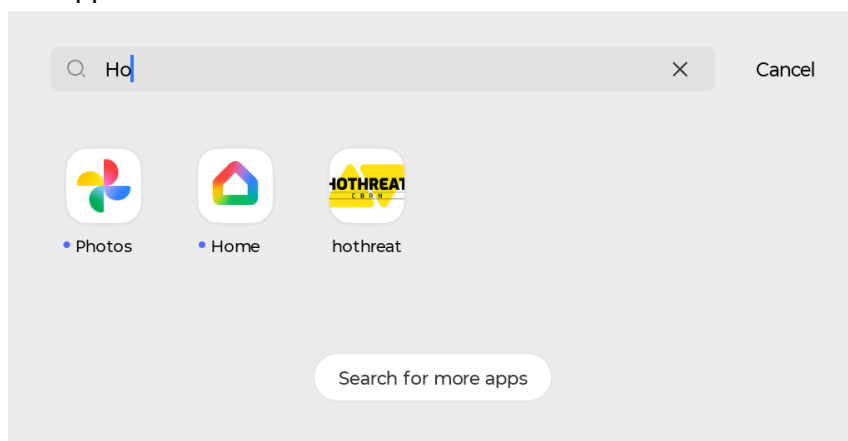 Ho
Cancel
HOTHREAT
CBRN
Photos
Home
hothreat
Search for more apps